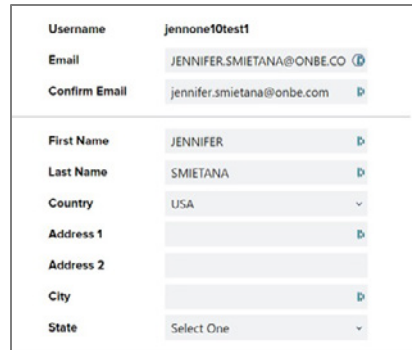 Username jennone10test1
Email JENNIFER.SMIETANA@ONBE.CO
Confirm Email jennifer.smietana@onbe.com
First Name JENNIFER
Last Name SMIETANA
Country USA
Address 1
Address 2
City
State Select One